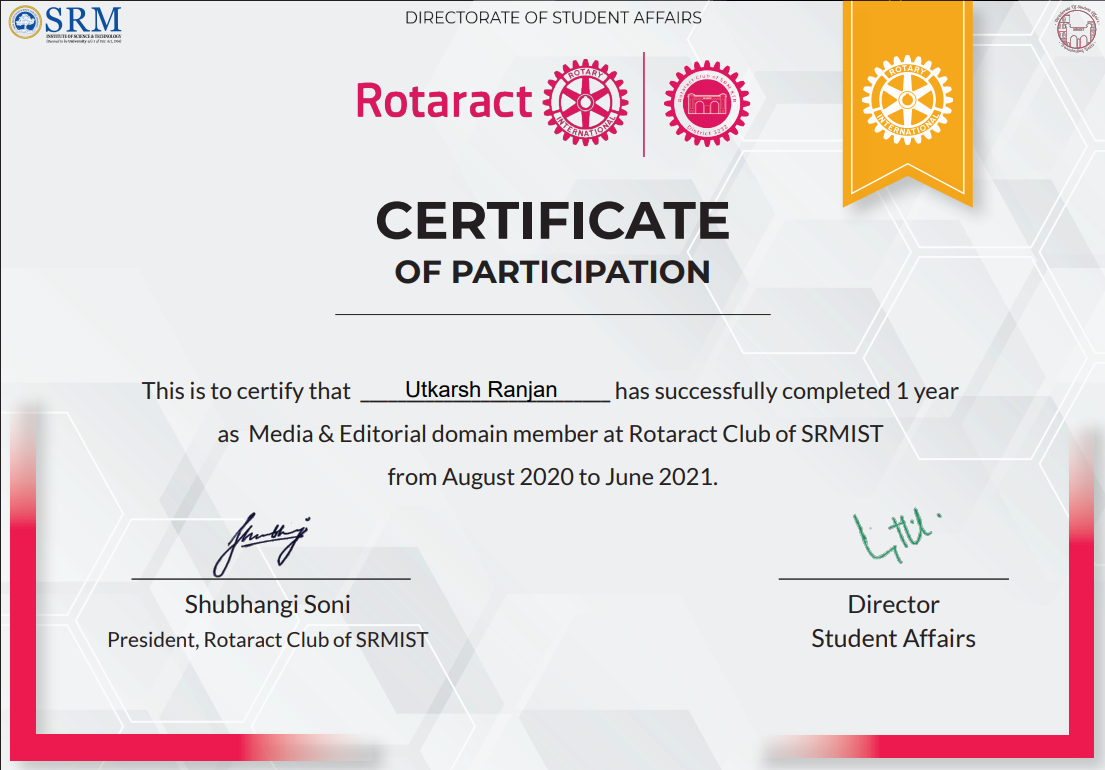 SRM
INSTITUTE OF SCIENCE & TECHNOLOGY
(Deemed to be University u/s 3 of UGC Act, 1956)
DIRECTORATE OF STUDENT AFFAIRS
Rotaract
ROTARY
INTERNATIONAL
Rotaract Club of SRM KTR
District 3232
ROTARY
INTERNATIONAL
CERTIFICATE
OF PARTICIPATION
This is to certify that Utkarsh Ranjan has successfully completed 1 year
as Media & Editorial domain member at Rotaract Club of SRMIST
from August 2020 to June 2021.
Shubhangi Soni
President, Rotaract Club of SRMIST
Director
Student Affairs